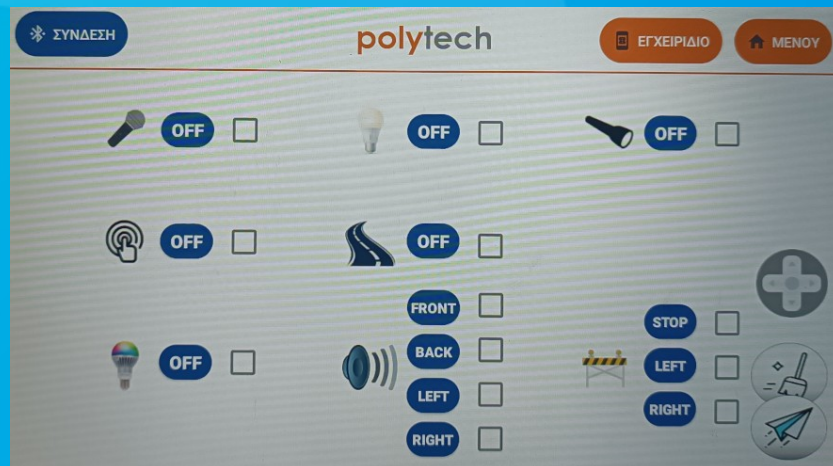 ΣΥΝΔΕΣΗ
polytech
ΕΓΧΕΙΡΙΔΙΟ
ΜΕΝΟΥ
OFF
OFF
OFF
OFF
OFF
OFF
FRONT
BACK
LEFT
RIGHT
STOP
LEFT
RIGHT